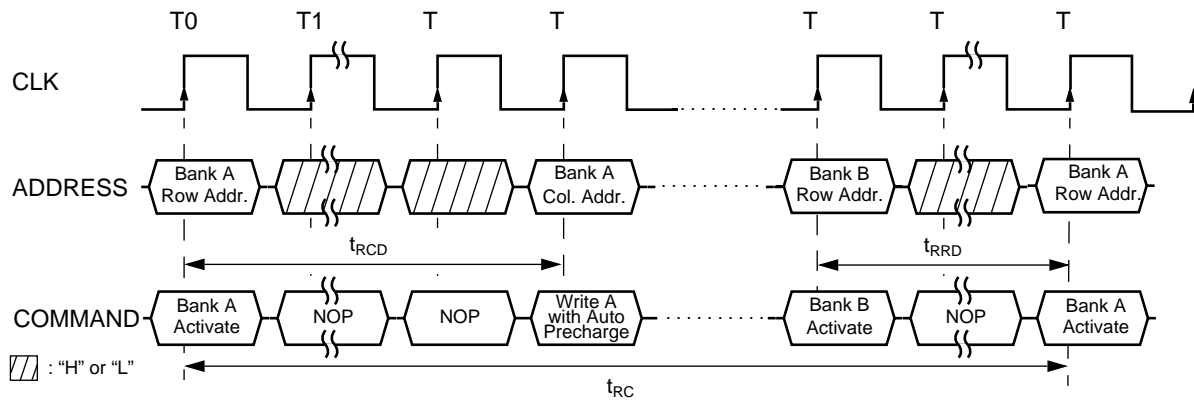 T0 T1 T T T T T
CLK
ADDRESS
Bank A
Row Addr.
Bank A
Col. Addr.
Bank B
Row Addr.
Bank A
Row Addr.
tRCD
tRRD
COMMAND
Bank A
Activate
NOP
NOP
Write A
with Auto
Precharge
Bank B
Activate
NOP
Bank A
Activate
: “H” or “L”
tRC